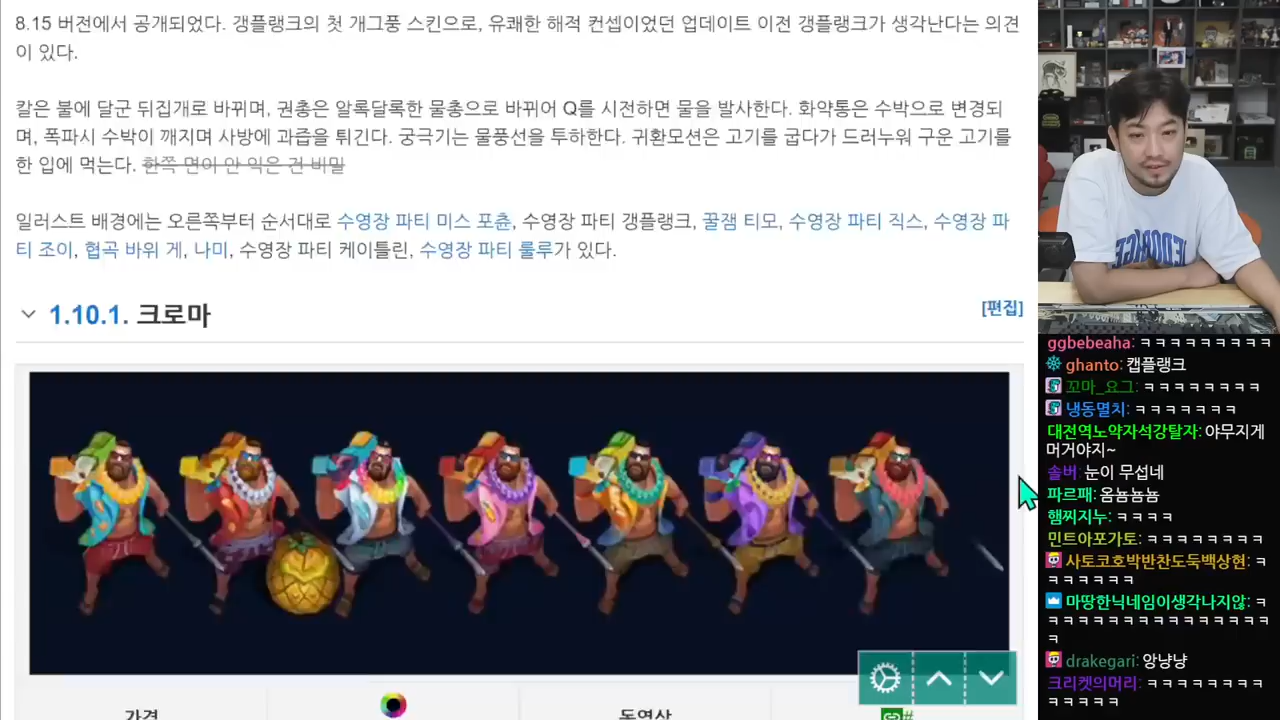 8.15 버전에서 공개되었다. 갱플랭크의 첫 개그풍 스킨으로, 유쾌한 해적 컨셉이었던 업데이트 이전 갱플랭크가 생각난다는 의견
이 있다.
칼은 불에 달군 뒤집개로 바뀌며, 권총은 알록달록한 물총으로 바뀌어 Q를 시전하면 물을 발사한다. 화약통은 수박으로 변경되
며, 폭파시 수박이 깨지며 사방에 과즙을 튀긴다. 궁극기는 물풍선을 투하한다. 귀환모션은 고기를 굽다가 드러누워 구운 고기를
한 입에 먹는다. 한쪽 면이 안 익은 건 비밀
일러스트 배경에는 오른쪽부터 순서대로 수영장 파티 미스 포츈, 수영장 파티 갱플랭크, 꿀잼 티모, 수영장 파티 직스, 수영장 파
티 조이, 협곡 바위 게, 나미, 수영장 파티 케이틀린, 수영장 파티 룰루가 있다.
1.10.1. 크로마
[편집]
가격
동영상
#
ggbebeaha: ㅋㅋㅋㅋㅋㅋㅋㅋㅋ
ghanto: 캡플랭크
꼬마_요그: ㅋㅋㅋㅋㅋㅋㅋㅋ
냉동멸치: ㅋㅋㅋㅋㅋㅋㅋ
대전역노약자석강탈자: 야무지게
머거야지~
솔버: 눈이 무섭네
파르페: 옴뇸뇸뇸
햄찌지누: ㅋㅋㅋㅋ
민트아포가토: ㅋㅋㅋㅋㅋㅋㅋㅋ
사토코호박반찬도둑백상현: ㅋ
ㅋㅋㅋㅋㅋㅋ
마땅한닉네임이생각나지않: ㅋ
ㅋㅋㅋㅋㅋㅋㅋㅋㅋㅋㅋㅋㅋㅋㅋ
ㅋ
drakegari: 앙냥냥
크리켓의머리: ㅋㅋㅋㅋㅋㅋㅋㅋ
ㅋㅋㅋㅋㅋ